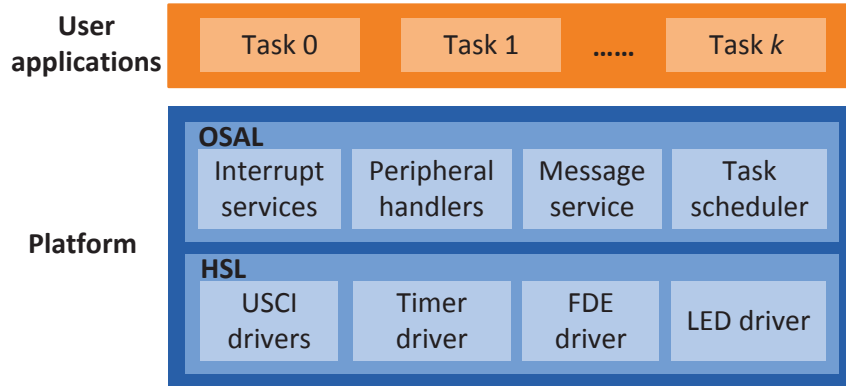 User
applications
Task 0
Task 1
......
Task k
Platform
OSAL
Interrupt
services
Peripheral
handlers
Message
service
Task
scheduler
HSL
USCI
drivers
Timer
driver
FDE
driver
LED driver